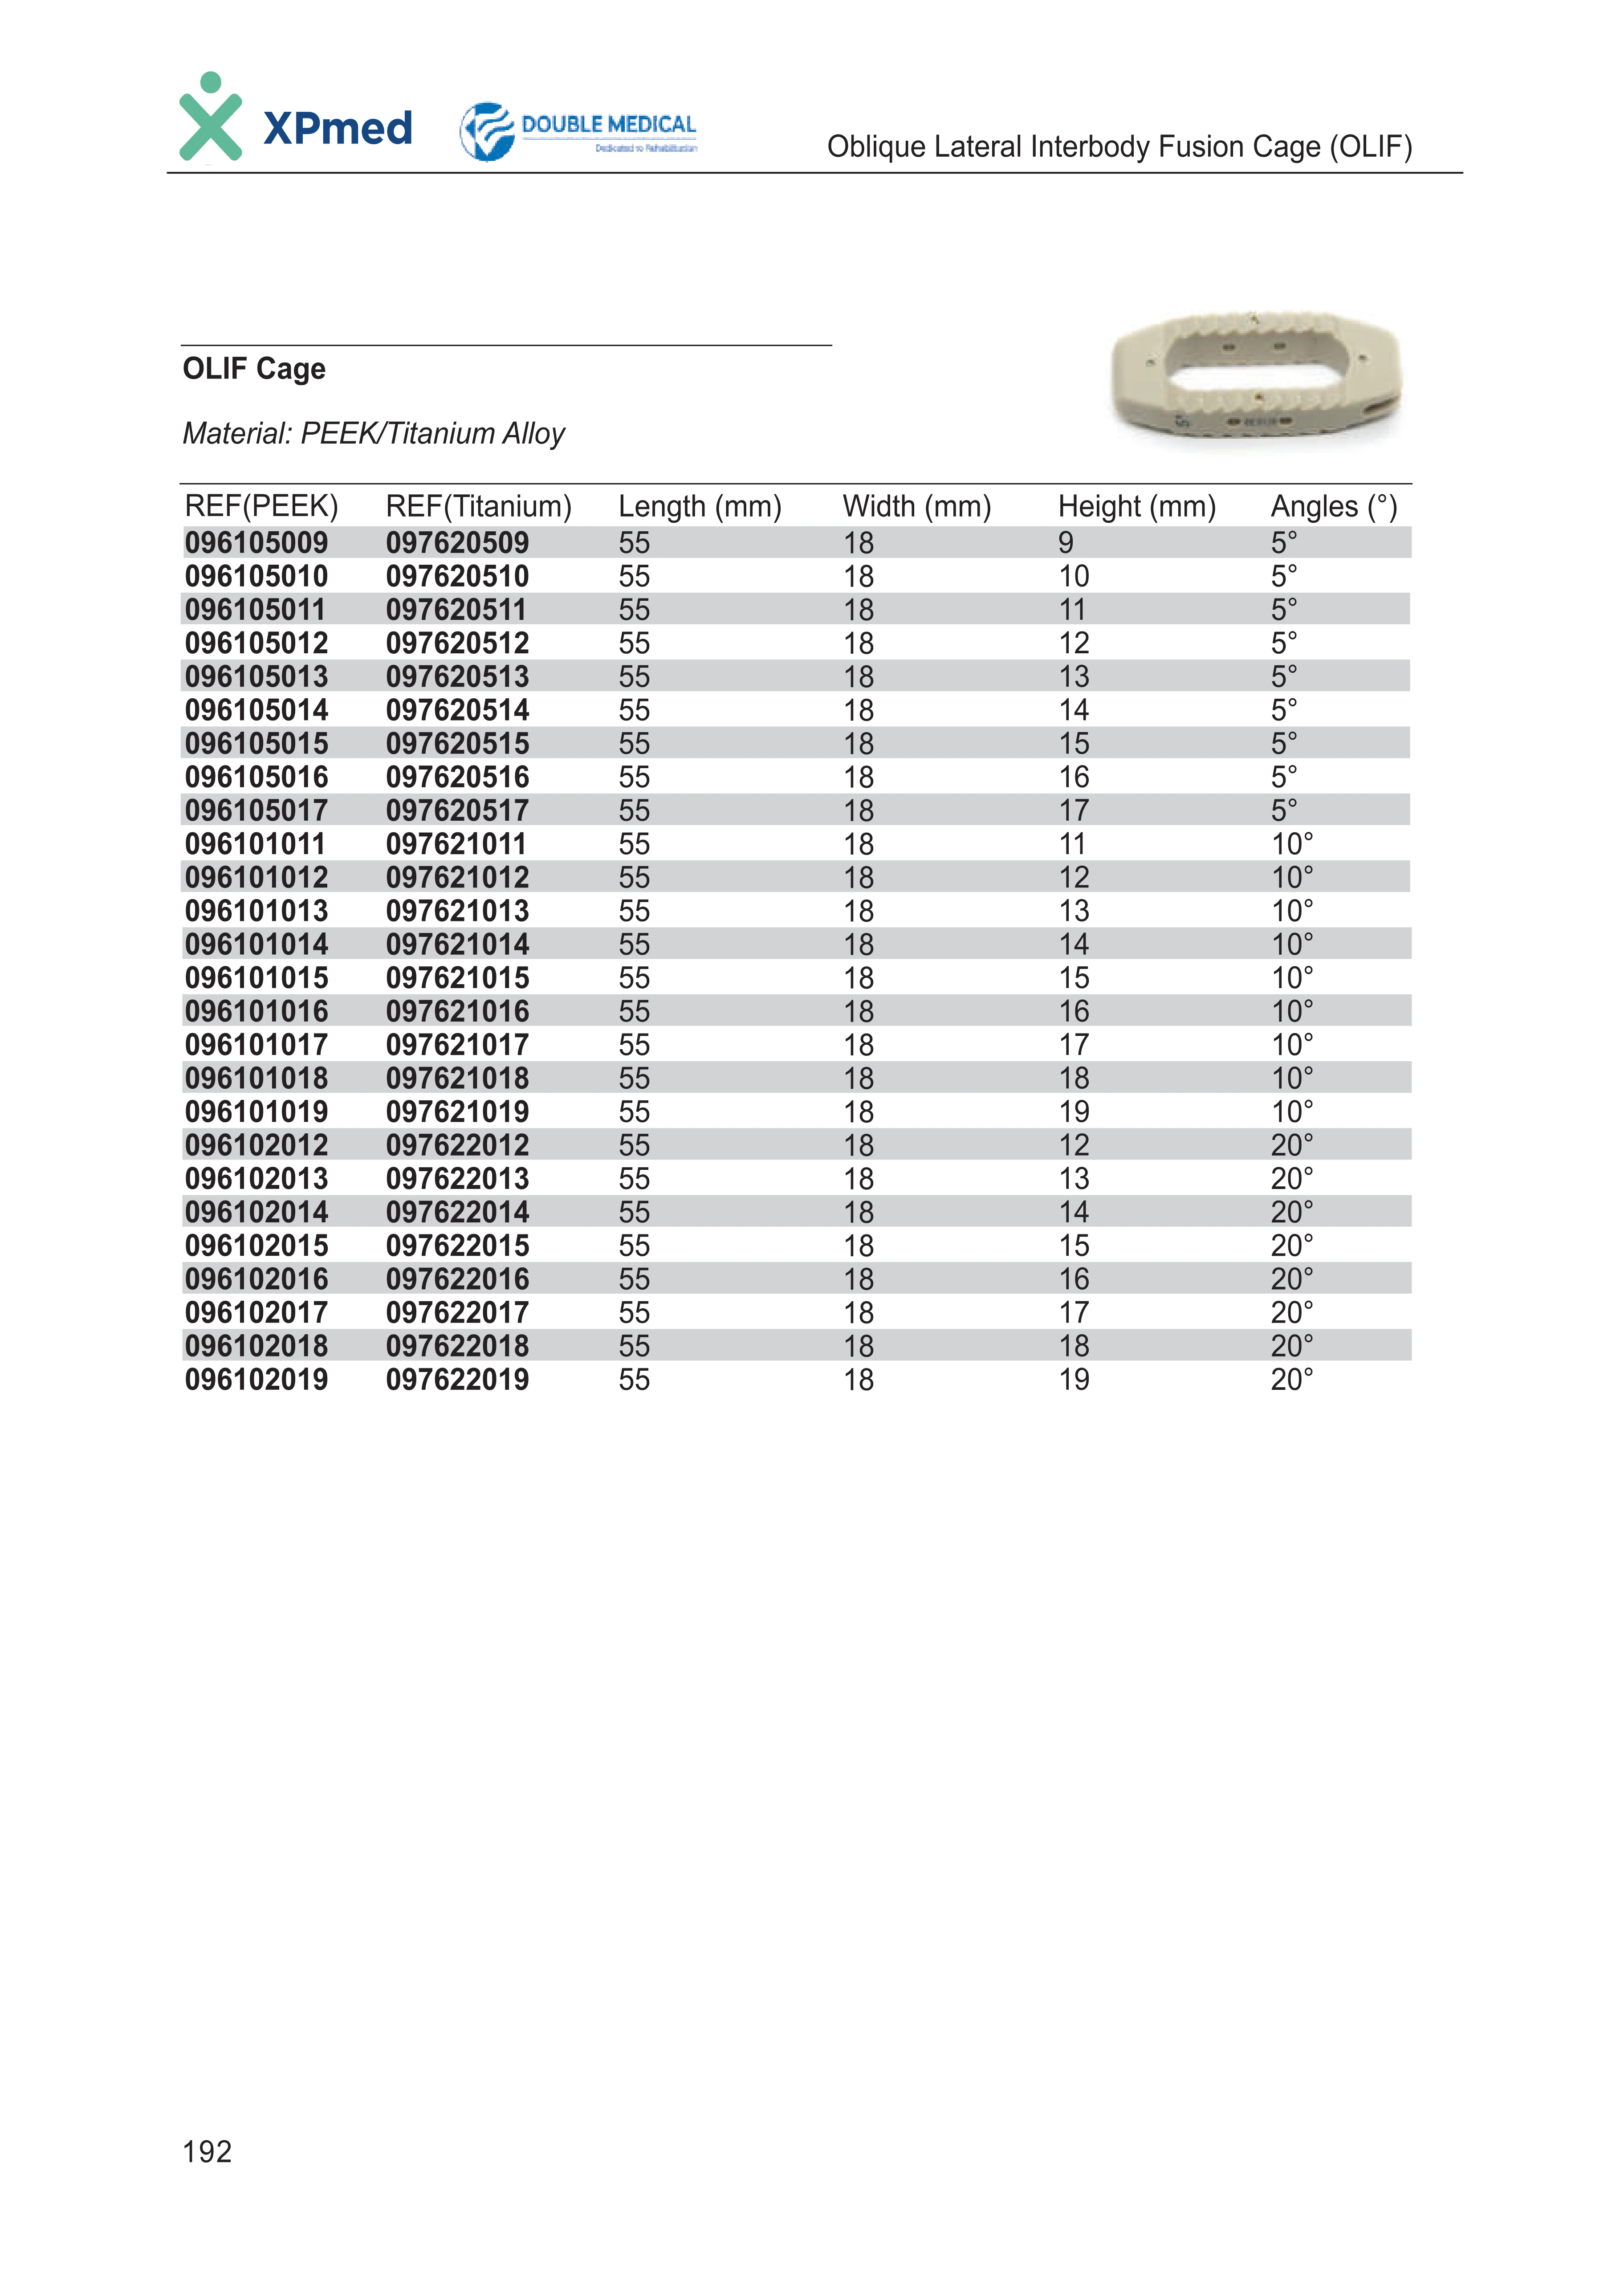 XPmed
DOUBLE MEDICAL
Dedicated to Rehabilitation
Oblique Lateral Interbody Fusion Cage (OLIF)
OLIF Cage
Material: PEEK/Titanium Alloy
5°
REF(PEEK) REF(Titanium) Length (mm) Width (mm) Height (mm) Angles (°)
096105009 097620509 55 18 9 5°
096105010 097620510 55 18 10 5°
096105011 097620511 55 18 11 5°
096105012 097620512 55 18 12 5°
096105013 097620513 55 18 13 5°
096105014 097620514 55 18 14 5°
096105015 097620515 55 18 15 5°
096105016 097620516 55 18 16 5°
096105017 097620517 55 18 17 5°
096101011 097621011 55 18 11 10°
096101012 097621012 55 18 12 10°
096101013 097621013 55 18 13 10°
096101014 097621014 55 18 14 10°
096101015 097621015 55 18 15 10°
096101016 097621016 55 18 16 10°
096101017 097621017 55 18 17 10°
096101018 097621018 55 18 18 10°
096101019 097621019 55 18 19 10°
096102012 097622012 55 18 12 20°
096102013 097622013 55 18 13 20°
096102014 097622014 55 18 14 20°
096102015 097622015 55 18 15 20°
096102016 097622016 55 18 16 20°
096102017 097622017 55 18 17 20°
096102018 097622018 55 18 18 20°
096102019 097622019 55 18 19 20°
192